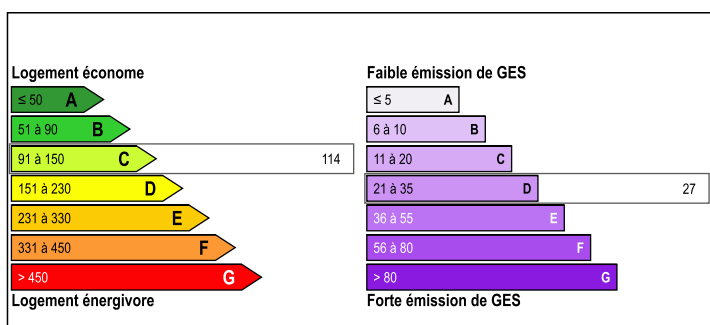 Logement économe
≤ 50 A
51 à 90 B
91 à 150 C 114
151 à 230 D
231 à 330 E
331 à 450 F
> 450 G
Logement énergivore
Faible émission de GES
≤ 5 A
6 à 10 B
11 à 20 C
21 à 35 D 27
36 à 55 E
56 à 80 F
> 80 G
Forte émission de GES